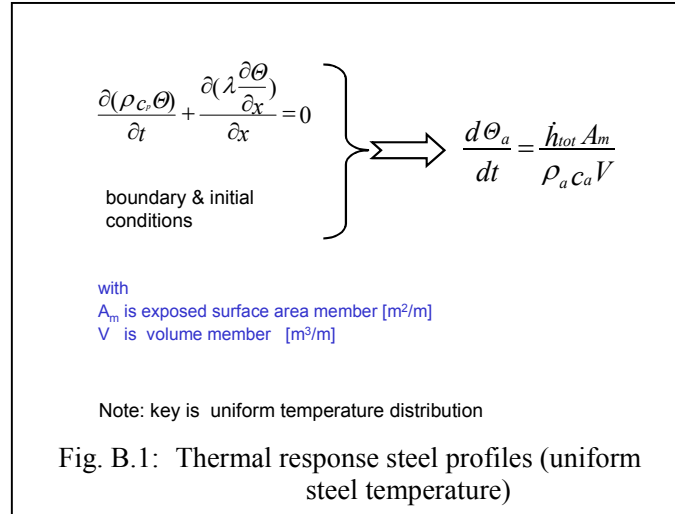 ∂(ρc_pΘ)/∂t + ∂(λ ∂Θ/∂x)/∂x = 0
dΘ_a/dt = ḣ_tot A_m / ρ_a c_a V
boundary & initial
conditions
with
A_m is exposed surface area member [m²/m]
V is volume member [m³/m]
Note: key is uniform temperature distribution
Fig. B.1: Thermal response steel profiles (uniform
steel temperature)